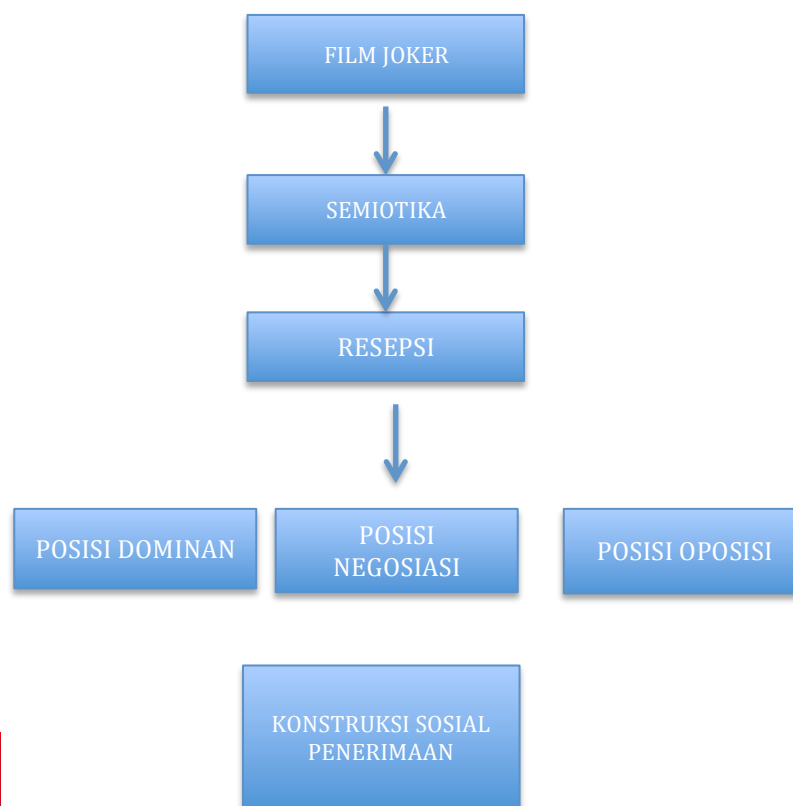 FILM JOKER
SEMIOTIKA
RESEPSI
POSISI DOMINAN
POSISI
NEGOSIASI
POSISI OPOSISI
KONSTRUKSI SOSIAL
PENERIMAAN